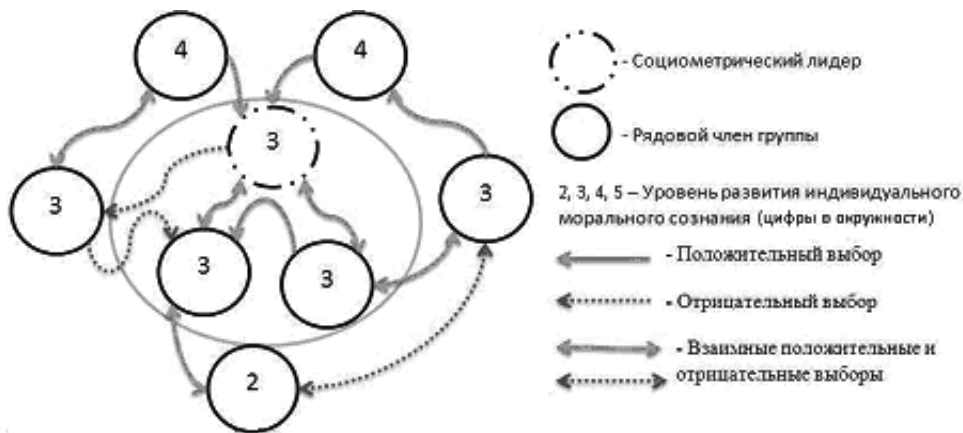 4
4
3
3
3
3
3
2
- Социометрический лидер
- Рядовой член группы
2, 3, 4, 5 – Уровень развития индивидуального
морального сознания (цифры в окружности)
- Положительный выбор
- Отрицательный выбор
- Взаимные положительные и
отрицательные выборы